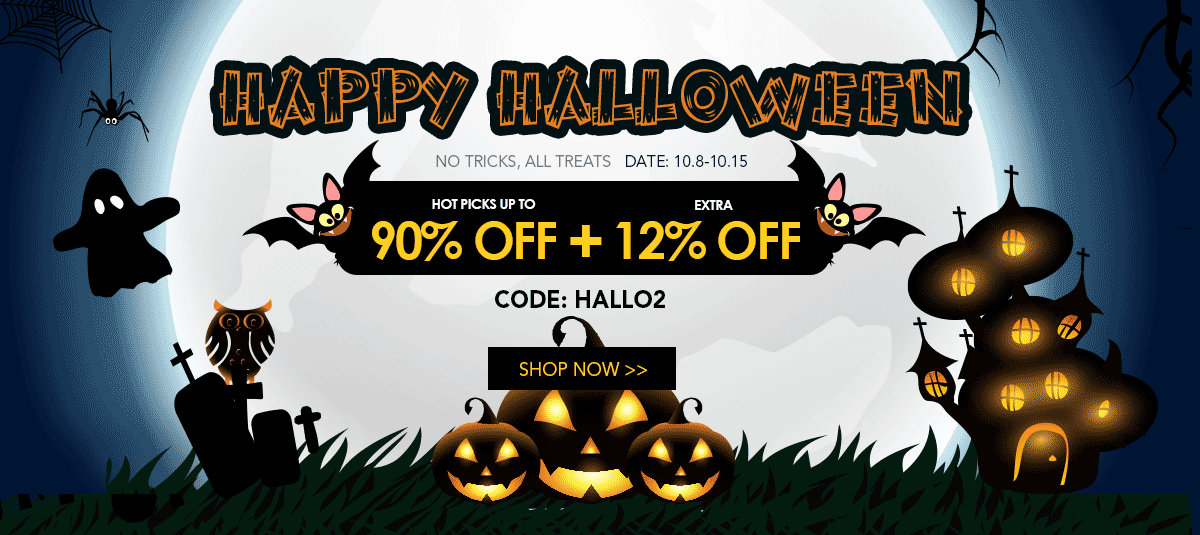 HAPPY HALLOWEEN
NO TRICKS, ALL TREATS DATE: 10.8-10.15
HOT PICKS UP TO EXTRA
90% OFF + 12% OFF
CODE: HALLO2
SHOP NOW >>